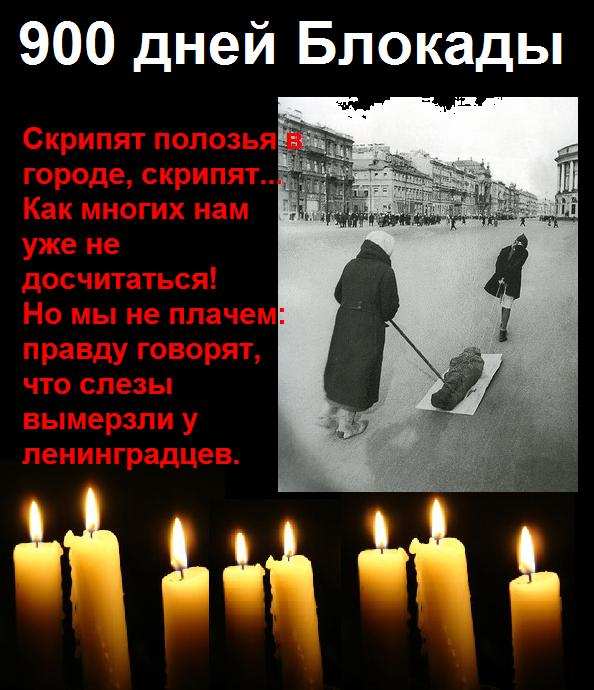 900 дней Блокады
Скрипят полозья в
городе, скрипят...
Как многих нам
уже не
досчитаться!
Но мы не плачем:
правду говорят,
что слезы
вымерзли у
ленинградцев.